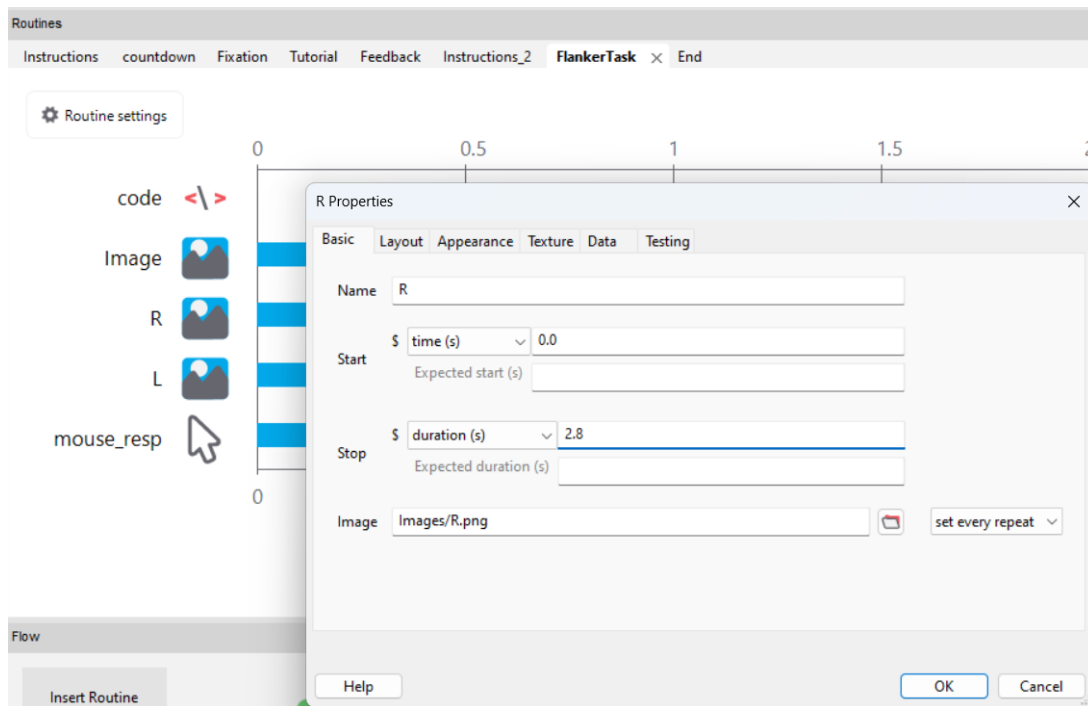 Routines
Instructions countdown Fixation Tutorial Feedback Instructions_2 FlankerTask × End
Routine settings
0 0.5 1 1.5
code </>
R Properties
Image
Basic Layout Appearance Texture Data Testing
R
Name R
L
Start $ time (s) 0.0
Expected start (s)
mouse_resp
Stop $ duration (s) 2.8
Expected duration (s)
0
Image Images/R.png set every repeat
Flow
Insert Routine
Help OK Cancel